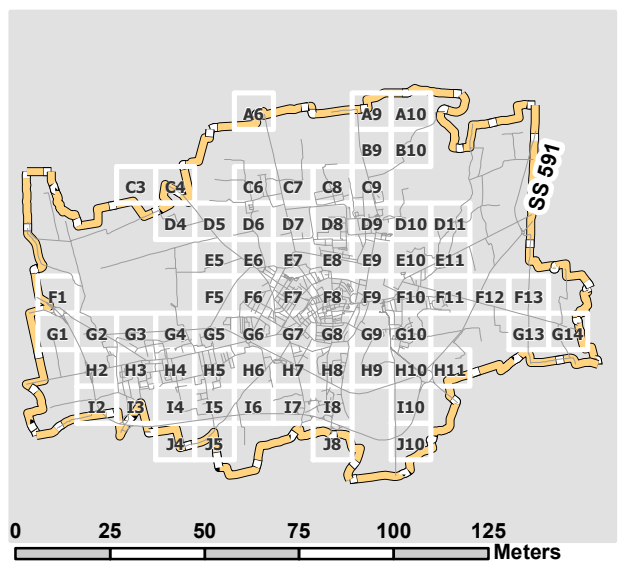 A6 A9 A10
B9 B10
C3 C4 C6 C7 C8 C9
SS 591
D4 D5 D6 D7 D8 D9 D10 D11
E5 E6 E7 E8 E9 E10 E11
F1 F5 F6 F7 F8 F9 F10 F11 F12 F13
G1 G2 G3 G4 G5 G6 G7 G8 G9 G10 G13 G14
H2 H3 H4 H5 H6 H7 H8 H9 H10 H11
I2 I3 I4 I5 I6 I7 I8 I10
J4 J5 J8 J10
0 25 50 75 100 125
Meters